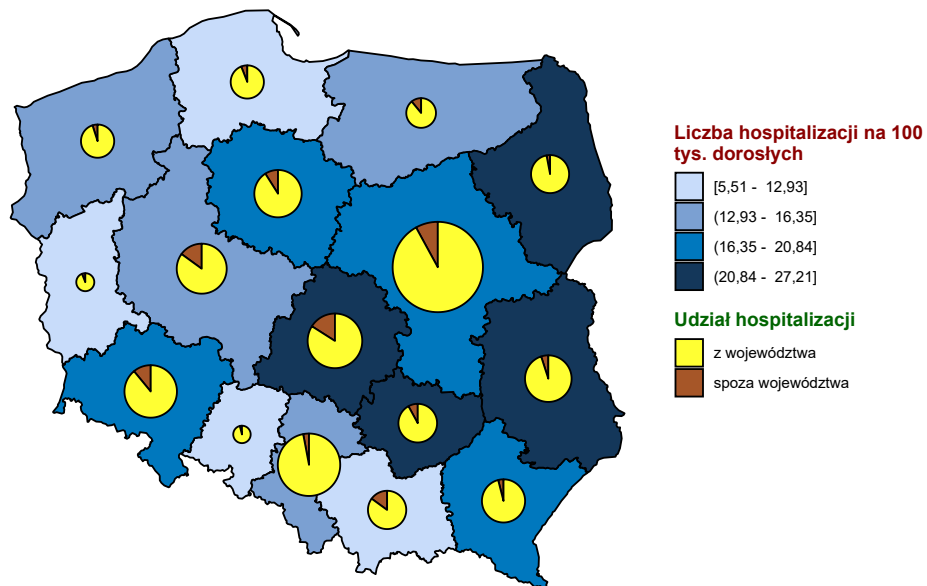 Liczba hospitalizacji na 100
tys. dorosłych
[5,51 - 12,93]
(12,93 - 16,35]
(16,35 - 20,84]
(20,84 - 27,21]
Udział hospitalizacji
z województwa
spoza województwa